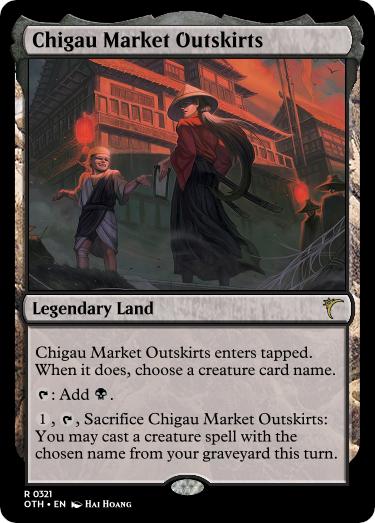 Chigau Market Outskirts
Legendary Land
Chigau Market Outskirts enters tapped.
When it does, choose a creature card name.
: Add .
1 , , Sacrifice Chigau Market Outskirts:
You may cast a creature spell with the
chosen name from your graveyard this turn.
R 0321
OTH • EN Hai Hoang